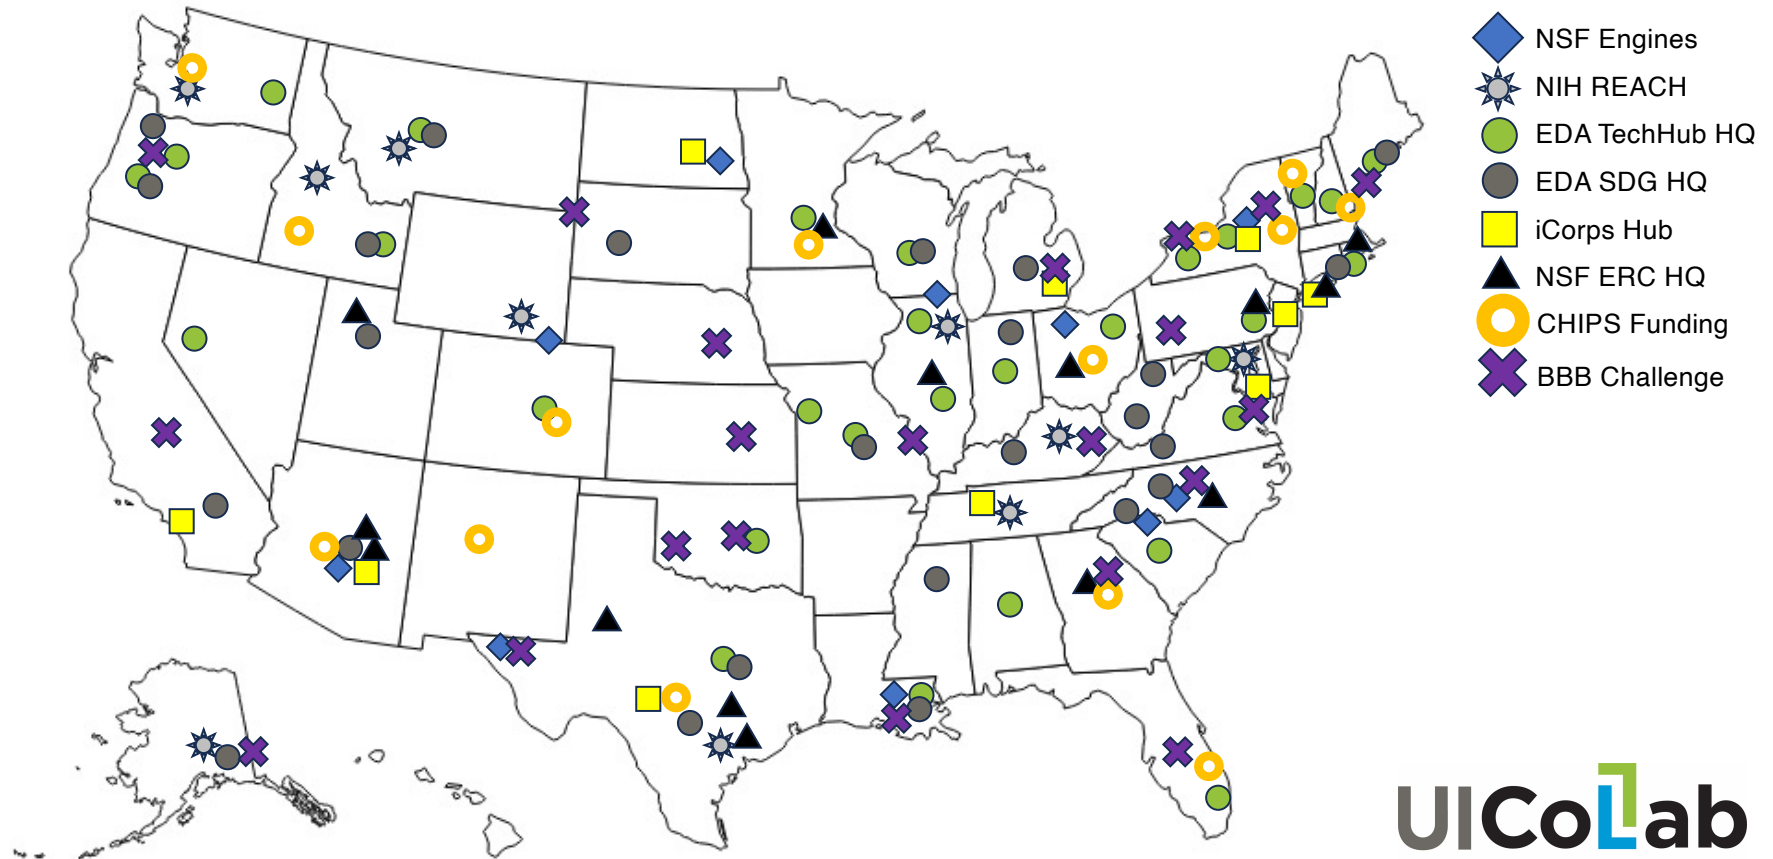 NSF Engines
NIH REACH
EDA TechHub HQ
EDA SDG HQ
iCorps Hub
NSF ERC HQ
CHIPS Funding
BBB Challenge
UICoLLab